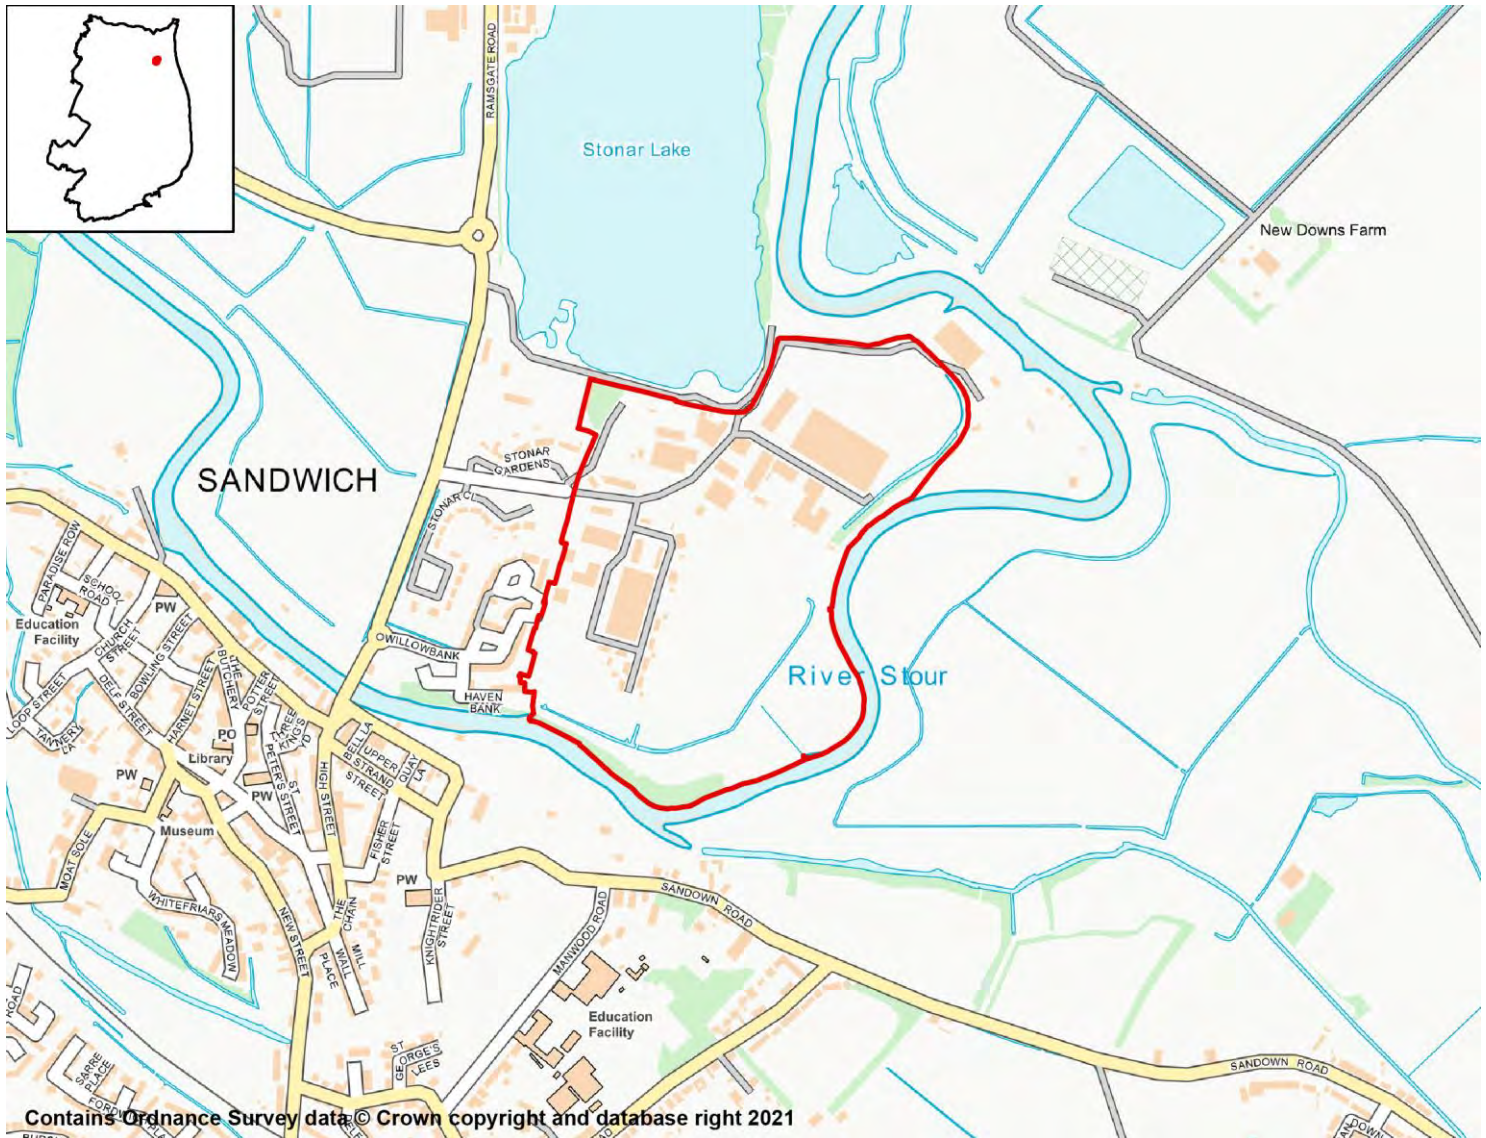 RAMSGATE ROAD
Stonar Lake
New Downs Farm
STONAR
GARDENS
SANDWICH
STONAR CL
PARADISE ROW
SCHOOL
ROAD
PW
Education
Facility
CHURCH
STREET
BOWLING STREET
WILLOWBANK
THE
BUTCHERY
POTTER
STREET
HARNET STREET
DELF STREET
LOOP STREET
TANNERY
LA
THREE
KING'S
YD
HAVEN
BANK
River Stour
PO
Library
BELL LA
UPPER
STRAND
STREET
QUAY
LA
ST
PETER'S STREET
HIGH STREET
PW
PW
Museum
FISHER
STREET
MOAT SOLE
PW
WHITEFRIARS MEADOW
NEW STREET
THE
CHAIN
MILL
WALL
PLACE
KNIGHTRIDER
STREET
MANWOOD ROAD
SANDOWN ROAD
ROAD
Education
Facility
ST
GEORGE'S
LEES
SARRE
PLACE
SANDOWN ROAD
Contains Ordnance Survey data © Crown copyright and database right 2021